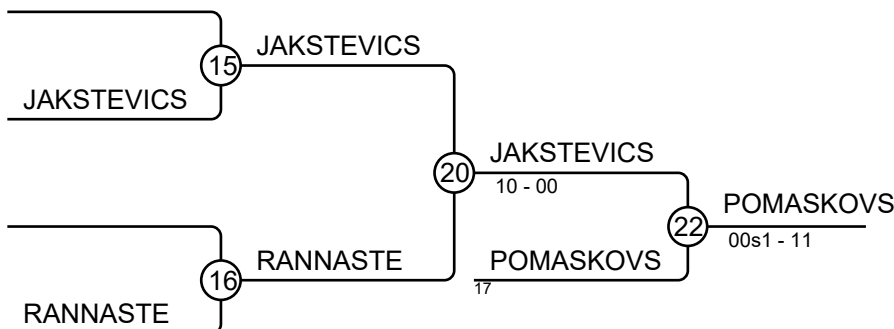 JAKSTEVICS
15
JAKSTEVICS
JAKSTEVICS
20
10 - 00
POMASKOVS
22
00s1 - 11
RANNASTE
16
POMASKOVS
17
RANNASTE